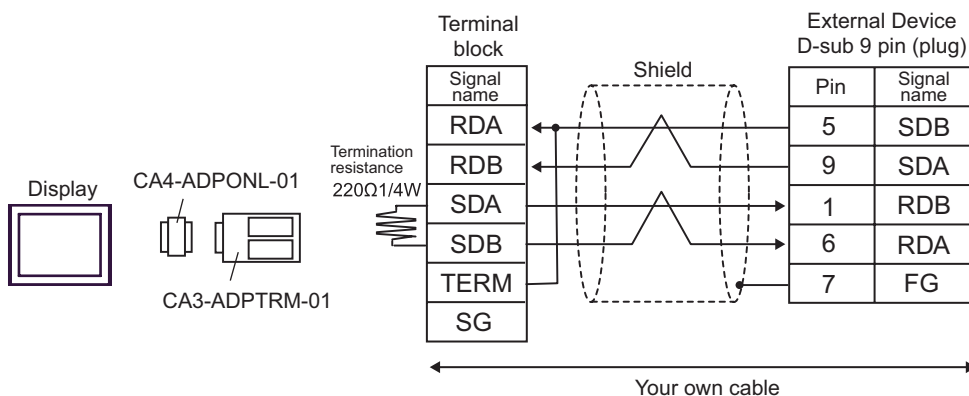 Terminal
block
External Device
D-sub 9 pin (plug)
Shield
Signal
name
Pin
Signal
name
RDA
5
SDB
Termination
resistance
220Ω1/4W
RDB
9
SDA
Display
CA4-ADPONL-01
SDA
1
RDB
SDB
6
RDA
CA3-ADPTRM-01
TERM
7
FG
SG
Your own cable